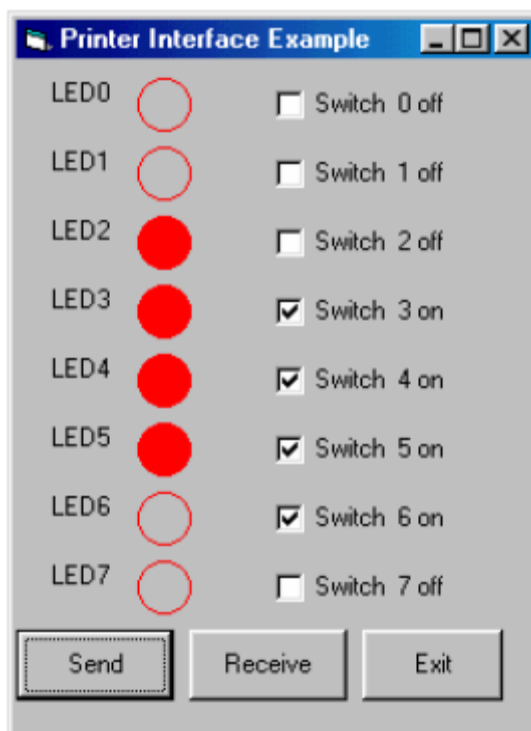 Printer Interface Example
LED0 Switch 0 off
LED1 Switch 1 off
LED2 Switch 2 off
LED3 Switch 3 on
LED4 Switch 4 on
LED5 Switch 5 on
LED6 Switch 6 on
LED7 Switch 7 off
Send Receive Exit